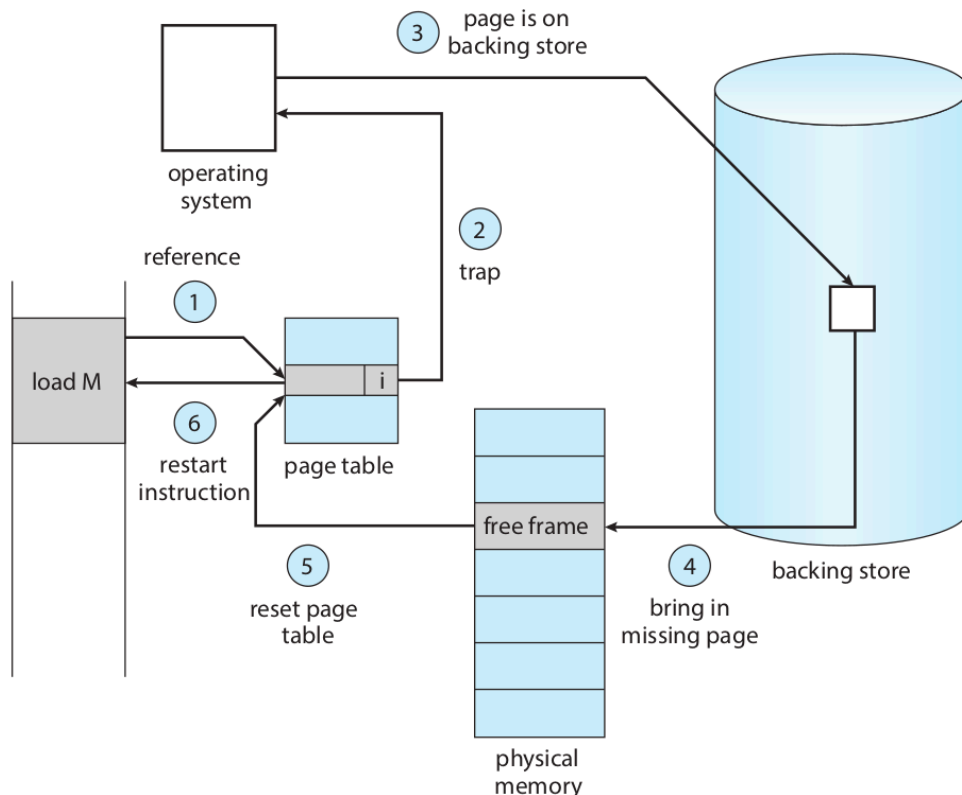 3
page is on
backing store
operating
system
2
trap
reference
1
load M
i
6
restart
instruction
page table
free frame
5
reset page
table
4
bring in
missing page
backing store
physical
memory